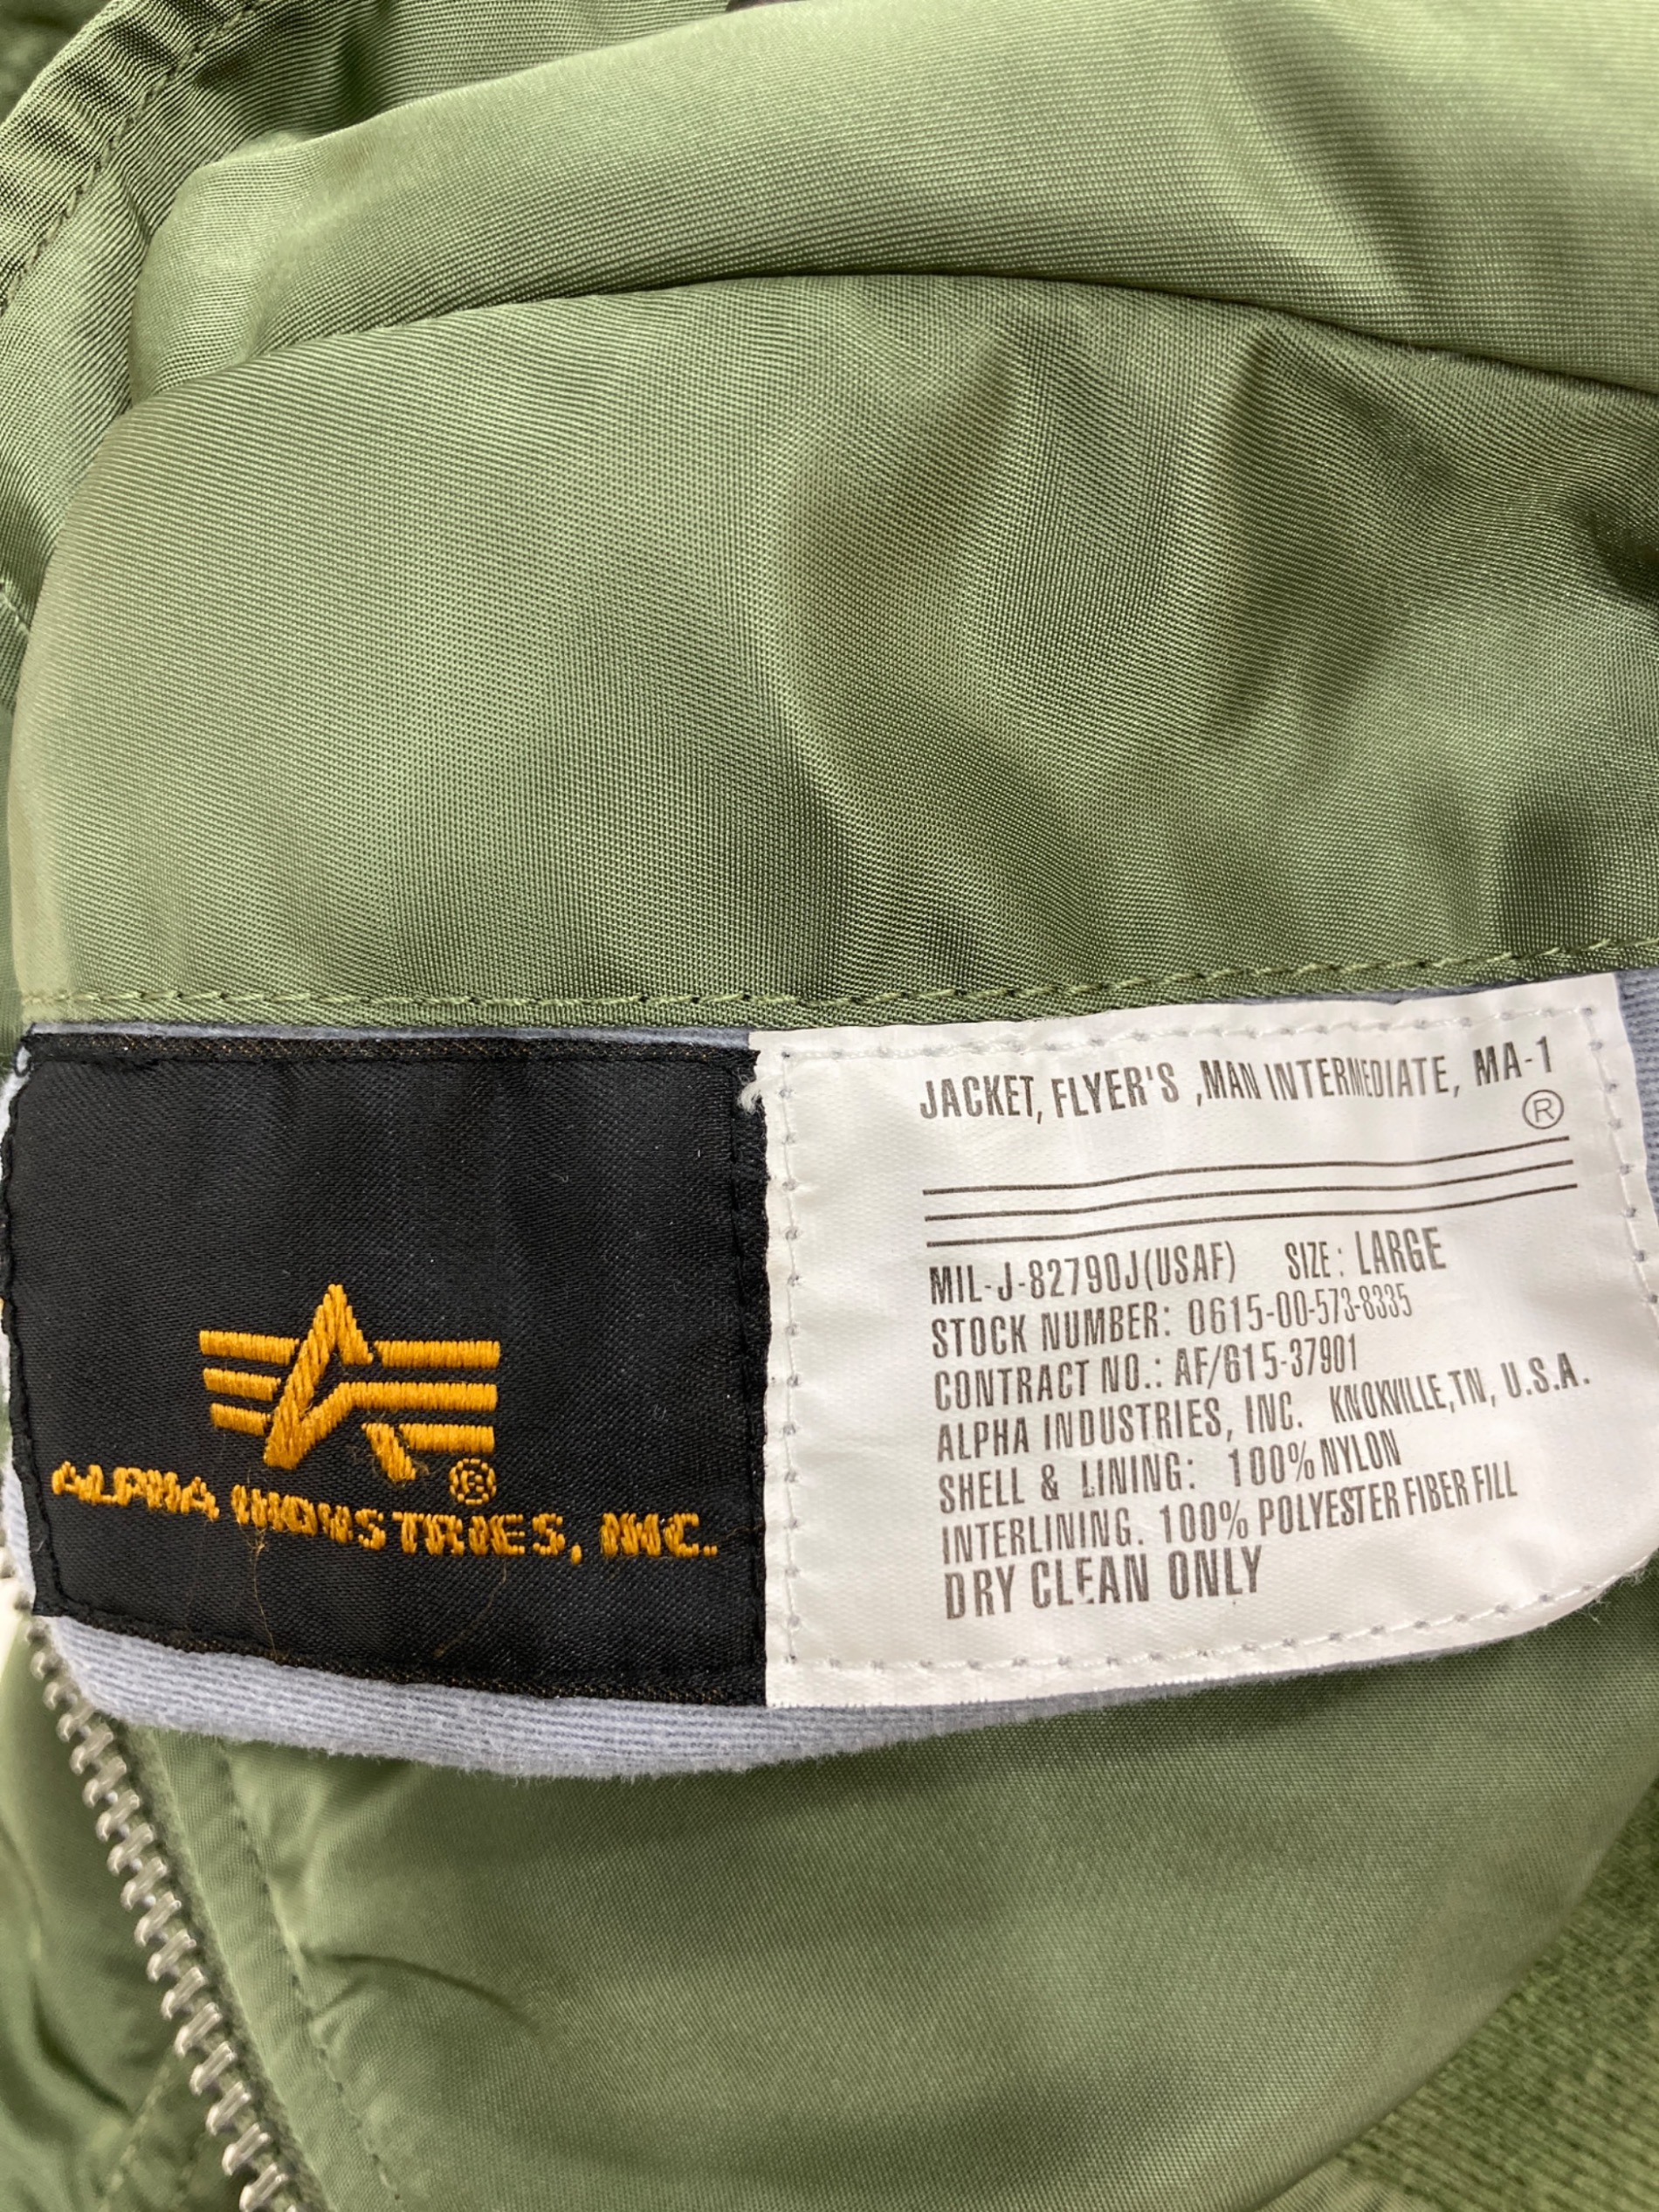 ALPHA INDUSTRIES, INC.
®
JACKET, FLYER'S ,MAN INTERMEDIATE, MA-1
®
MIL-J-82790J(USAF) SIZE: LARGE
STOCK NUMBER: 0615-00-573-8335
CONTRACT NO.: AF/615-37901
ALPHA INDUSTRIES, INC. KNOXVILLE,TN, U.S.A.
SHELL & LINING: 100% NYLON
INTERLINING. 100% POLYESTER FIBER FILL
DRY CLEAN ONLY